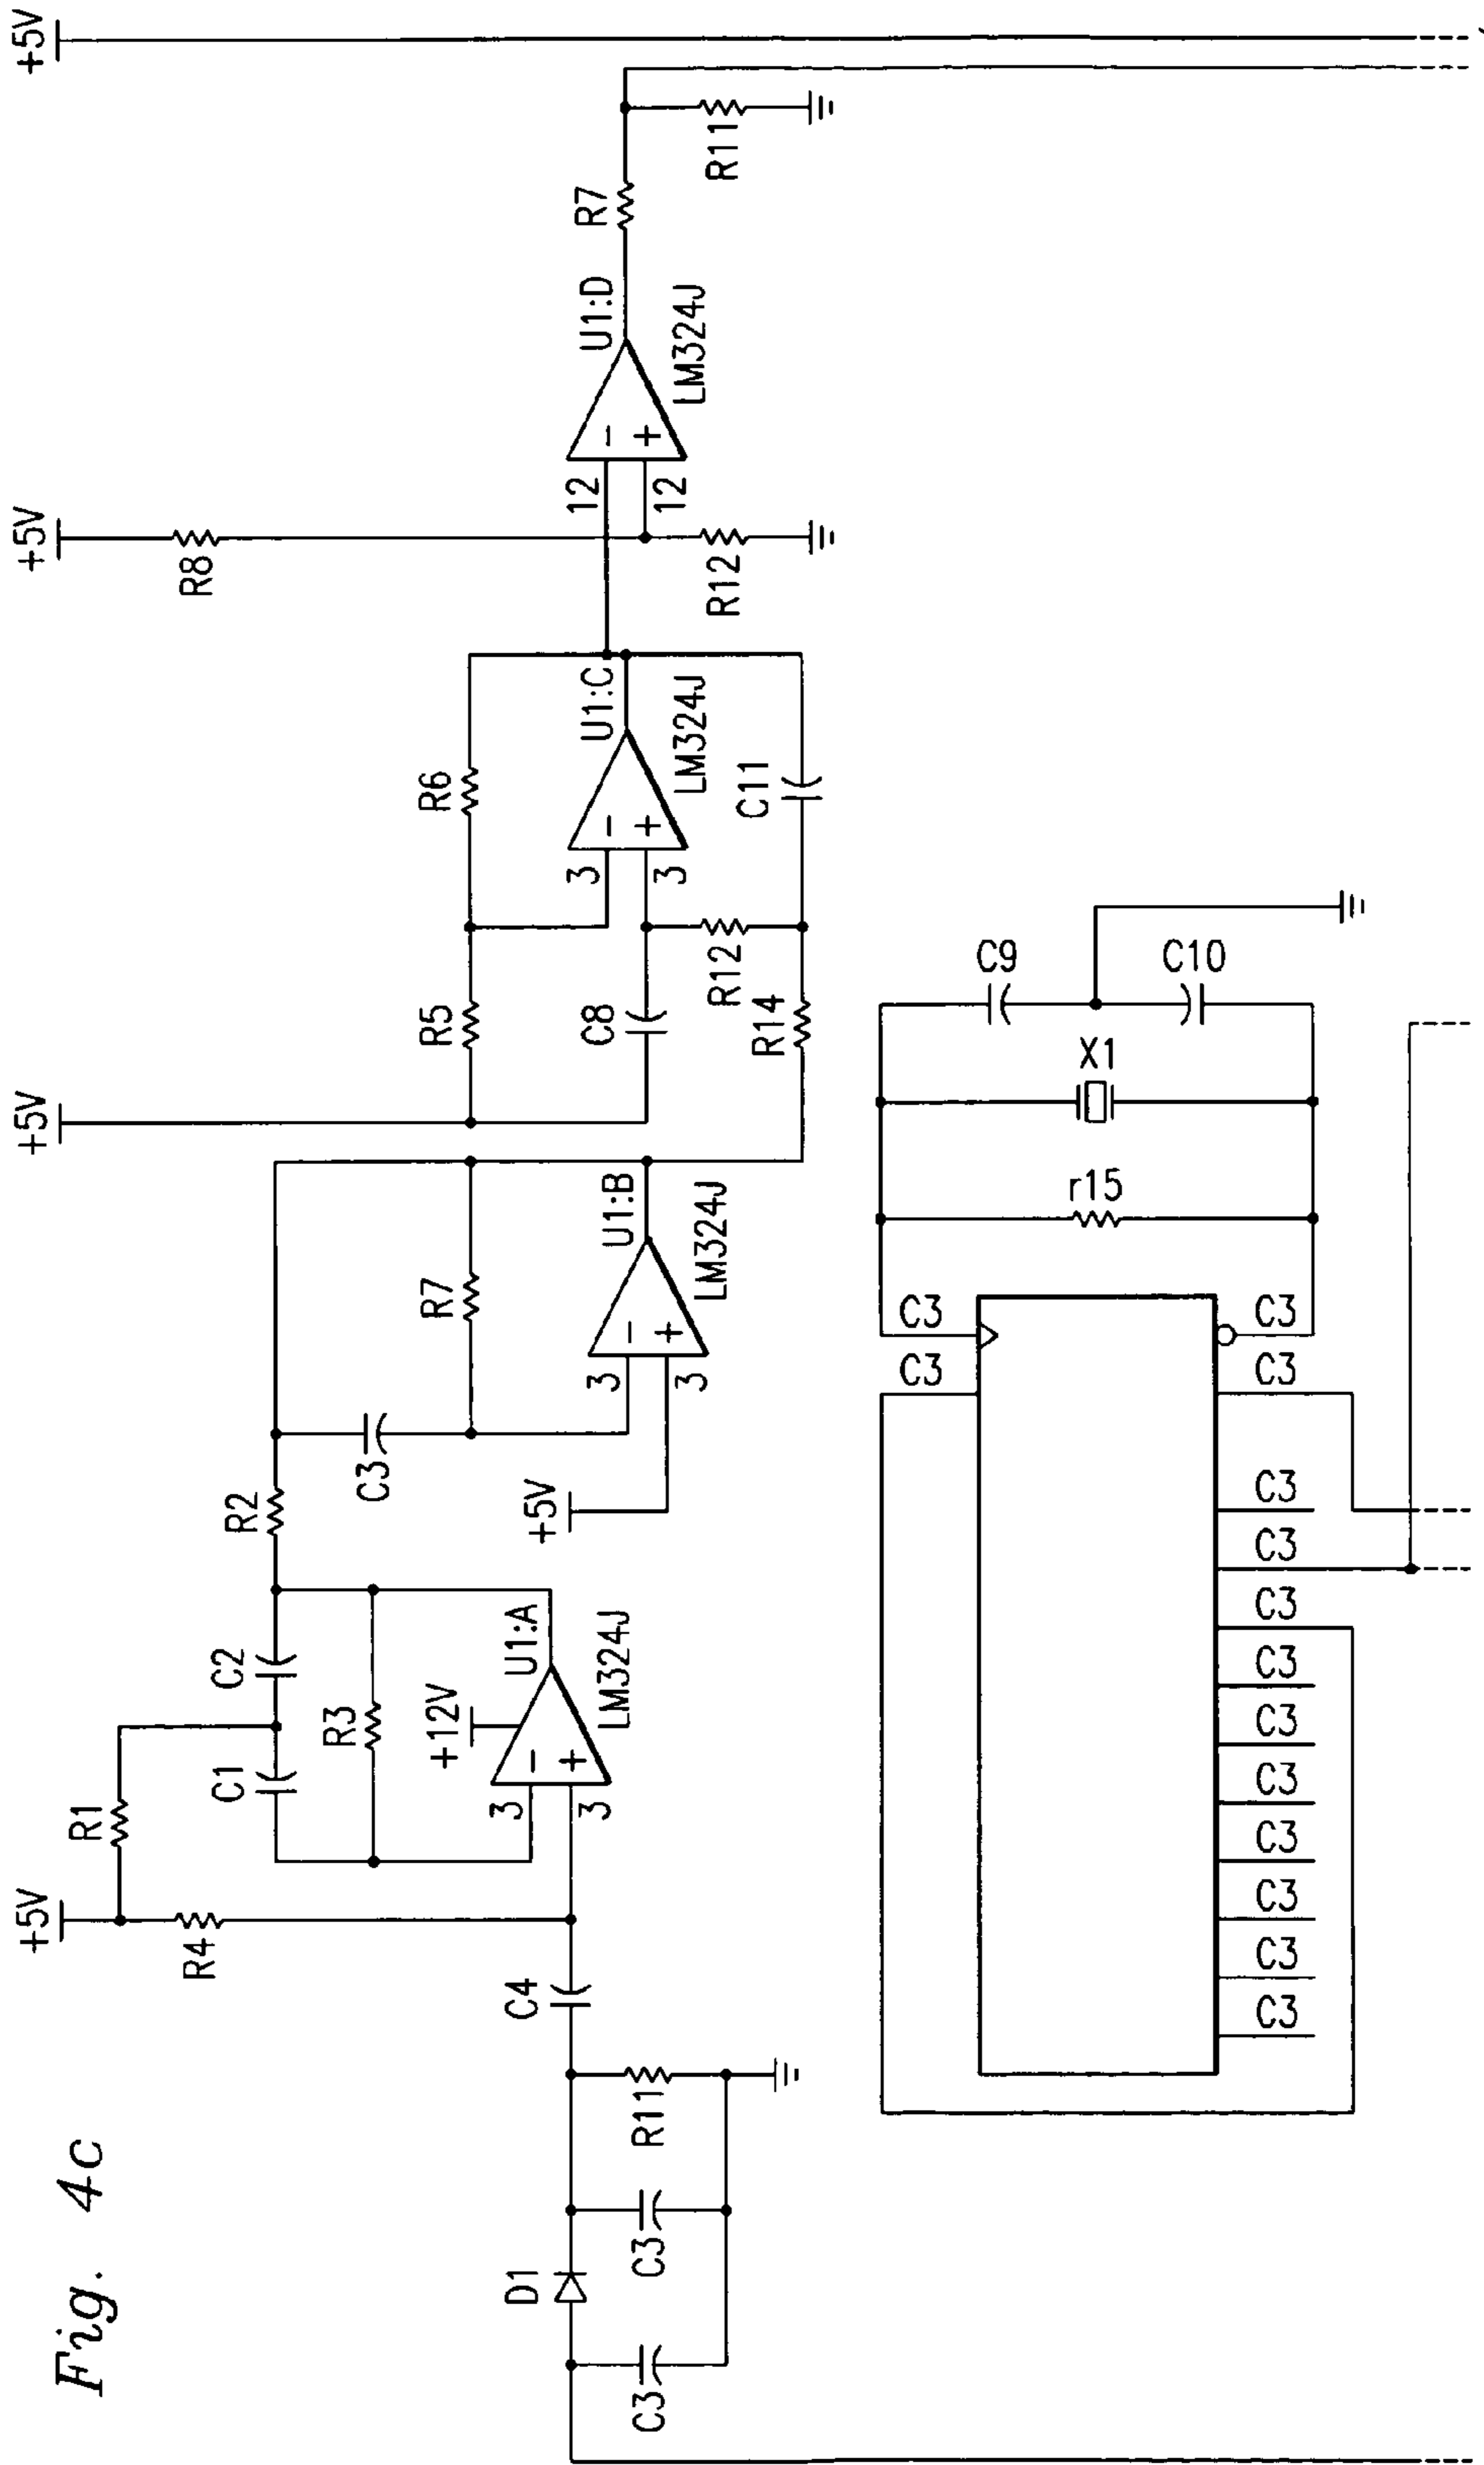 Fig. 4c
+5V
+5V
+5V
+5V
R1
C1
C2
R2
R4
R3
+12V
U1:A
LM324J
3
3
C4
D1
C3
C3
R11
C3
R7
+5V
3
3
U1:B
LM324J
R5
R6
C8
3
3
U1:C
LM324J
R12
R14
C11
R8
12
12
R12
U1:D
LM324J
R7
R11
C3
C3
C3
C3
C3
C3
C3
C3
C3
C3
C3
C3
C3
C3
r15
X1
C9
C10